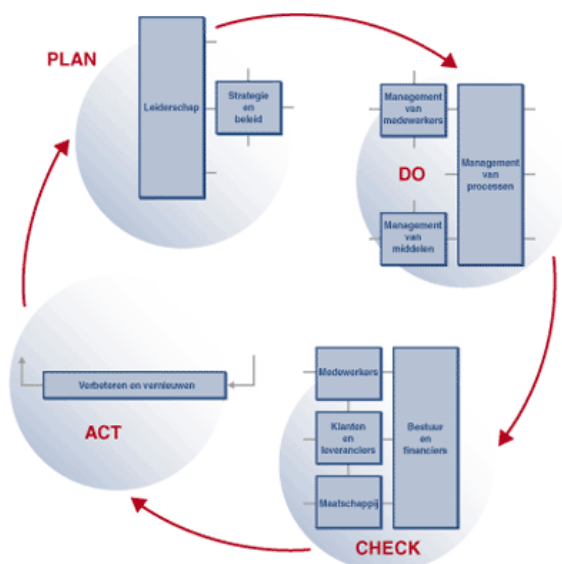 PLAN
Leiderschap
Strategie
en
beleid
Management
van
medewerkers
DO
Management
van
processen
Management
van
middelen
Medewerkers
Klanten
en
leveranciers
Maatschappij
Bestuur
en
financiers
CHECK
Verbeteren en vernieuwen
ACT